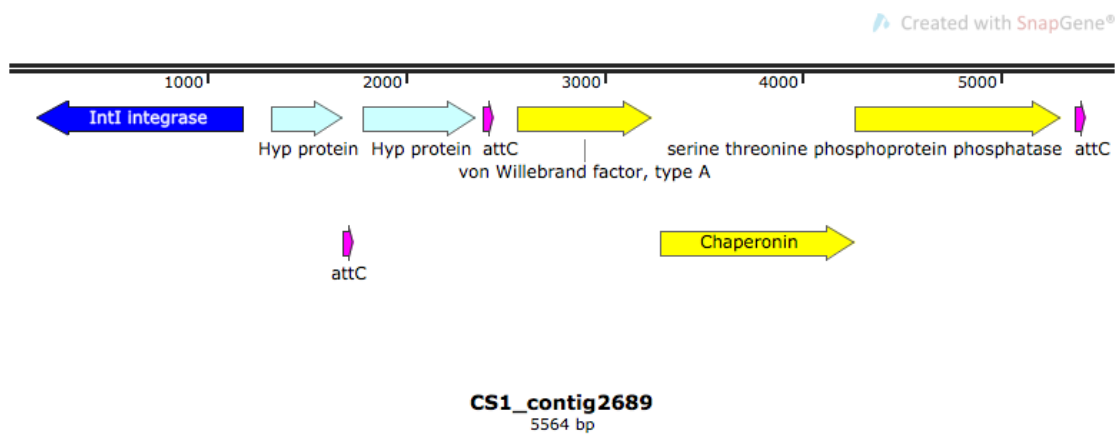 Created with SnapGene®
1000 2000 3000 4000 5000
IntI integrase
Hyp protein Hyp protein attC serine threonine phosphoprotein phosphatase attC
von Willebrand factor, type A
Chaperonin
attC
CS1_contig2689
5564 bp